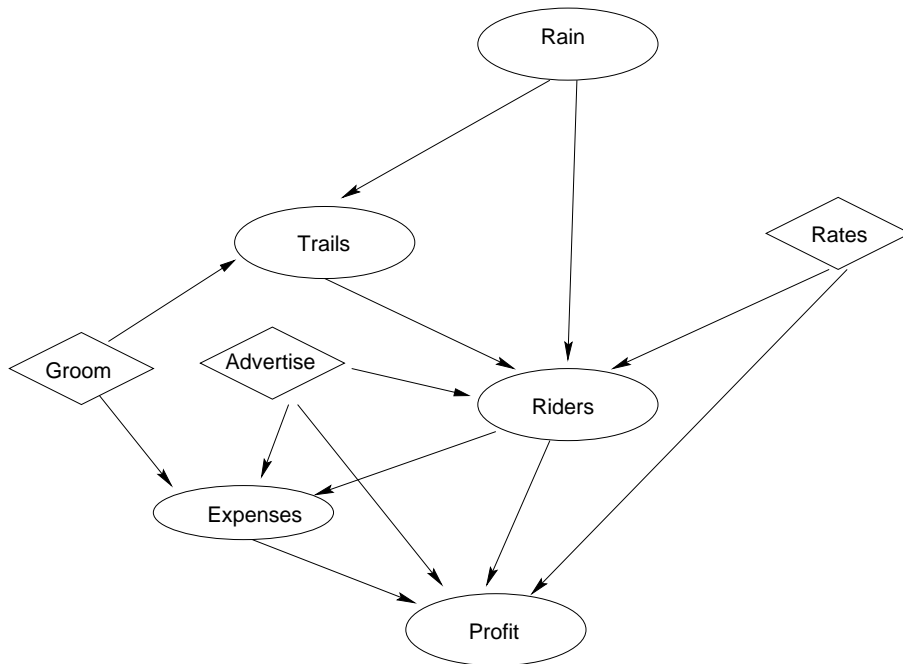 Rain
Trails
Rates
Groom
Advertise
Riders
Expenses
Profit